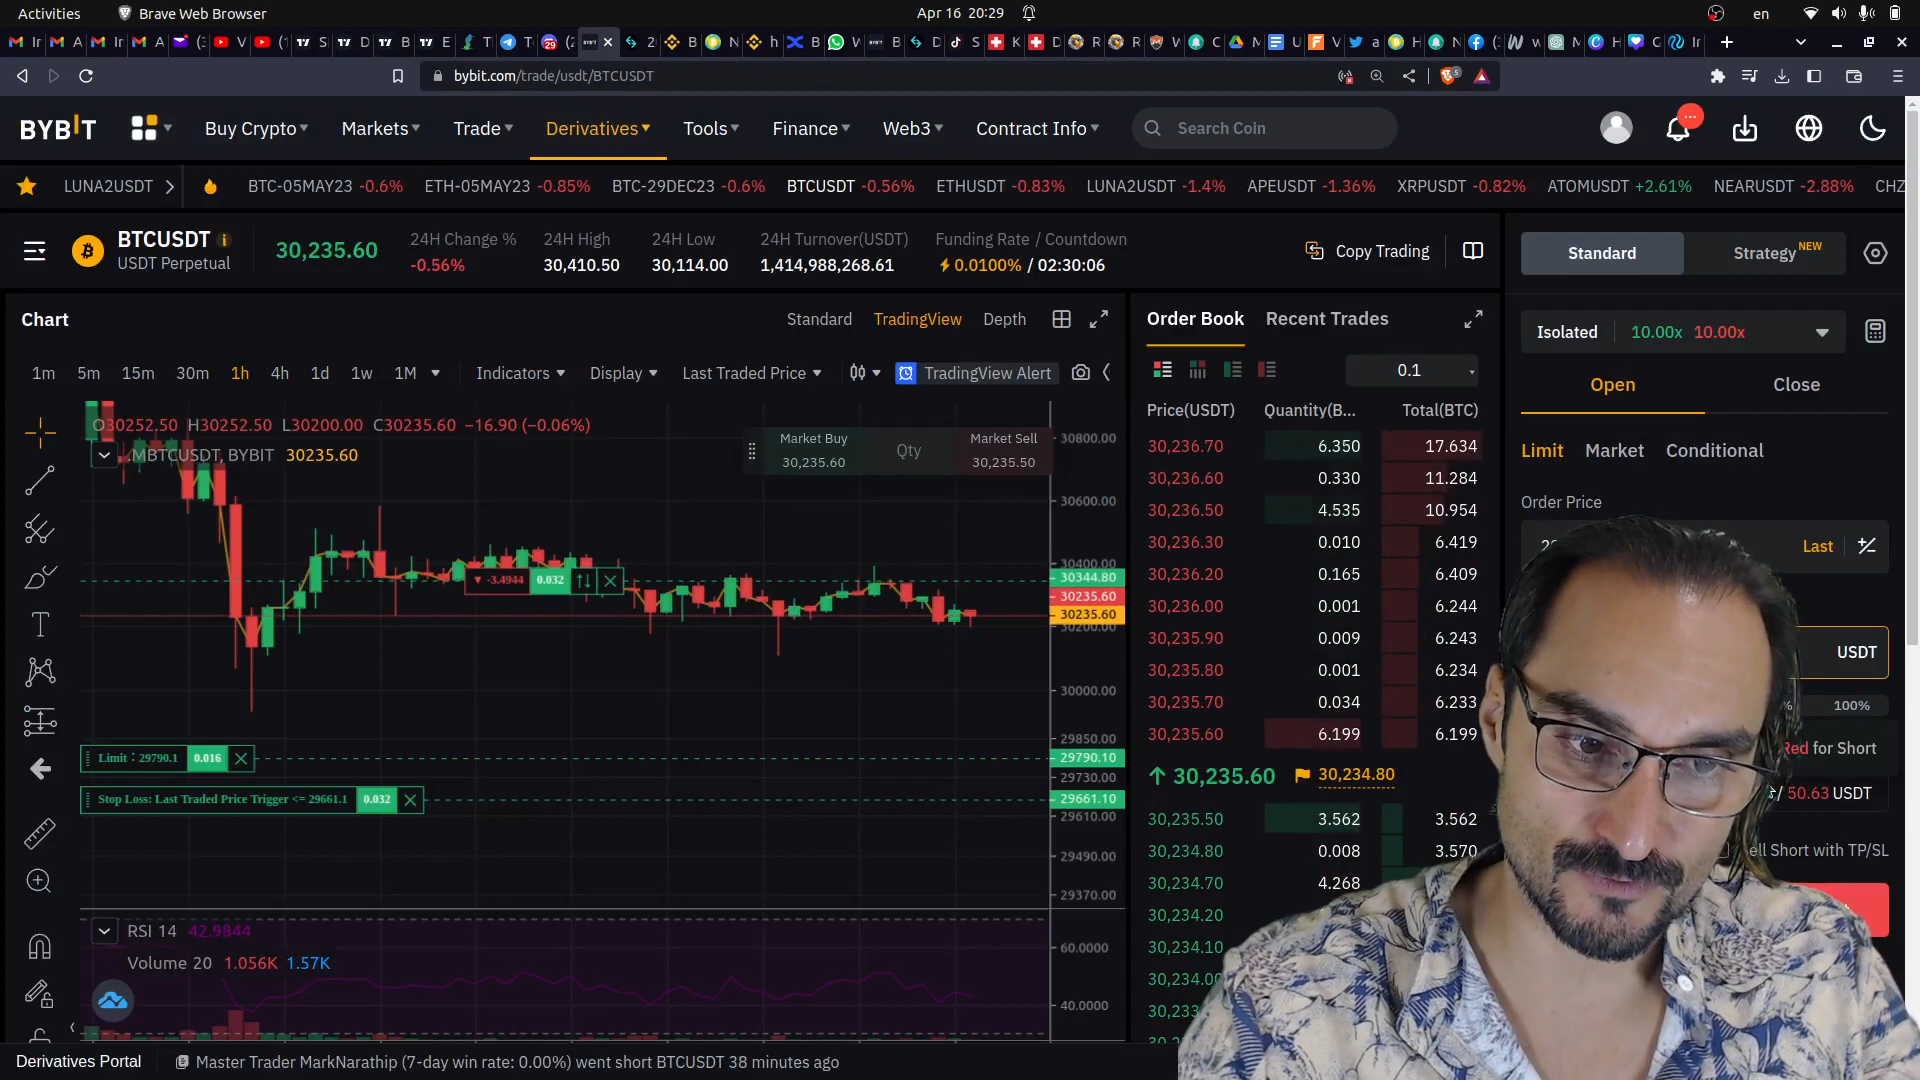 Activities
Brave Web Browser
Apr 16 20:29
en
bybit.com/trade/usdt/BTCUSDT
BYBIT
Buy Crypto
Markets
Trade
Derivatives
Tools
Finance
Web3
Contract Info
Search Coin
LUNA2USDT
BTC-05MAY23 -0.6%
ETH-05MAY23 -0.85%
BTC-29DEC23 -0.6%
BTCUSDT -0.56%
ETHUSDT -0.83%
LUNA2USDT -1.4%
APEUSDT -1.36%
XRPUSDT -0.82%
ATOMUSDT +2.61%
NEARUSDT -2.88%
CHZ
BTCUSDT
USDT Perpetual
30,235.60
24H Change %
-0.56%
24H High
30,410.50
24H Low
30,114.00
24H Turnover(USDT)
1,414,988,268.61
Funding Rate / Countdown
0.0100% / 02:30:06
Copy Trading
Standard
Strategy NEW
Chart
Standard
TradingView
Depth
1m 5m 15m 30m 1h 4h 1d 1w 1M
Indicators
Display
Last Traded Price
TradingView Alert
O30252.50 H30252.50 L30200.00 C30235.60 −16.90 (−0.06%)
.MBTCUSDT, BYBIT 30235.60
Market Buy
30,235.60
Qty
Market Sell
30,235.50
-3.4944 0.032
Limit : 29790.1 0.016
Stop Loss: Last Traded Price Trigger <= 29661.1 0.032
30800.00
30600.00
30400.00
30344.80
30235.60
30235.60
30200.00
30000.00
29850.00
29790.10
29730.00
29661.10
29610.00
29490.00
29370.00
RSI 14 42.9844
Volume 20 1.056K 1.57K
60.0000
40.0000
Order Book
Recent Trades
0.1
Price(USDT) Quantity(B... Total(BTC)
30,236.70 6.350 17.634
30,236.60 0.330 11.284
30,236.50 4.535 10.954
30,236.30 0.010 6.419
30,236.20 0.165 6.409
30,236.00 0.001 6.244
30,235.90 0.009 6.243
30,235.80 0.001 6.234
30,235.70 0.034 6.233
30,235.60 6.199 6.199
30,235.60 30,234.80
30,235.50 3.562 3.562
30,234.80 0.008 3.570
30,234.70 4.268
30,234.20
30,234.10
30,234.00
Isolated 10.00x 10.00x
Open
Close
Limit
Market
Conditional
Order Price
Last
USDT
100%
Red for Short
/ 50.63 USDT
ell Short with TP/SL
Derivatives Portal
Master Trader MarkNarathip (7-day win rate: 0.00%) went short BTCUSDT 38 minutes ago